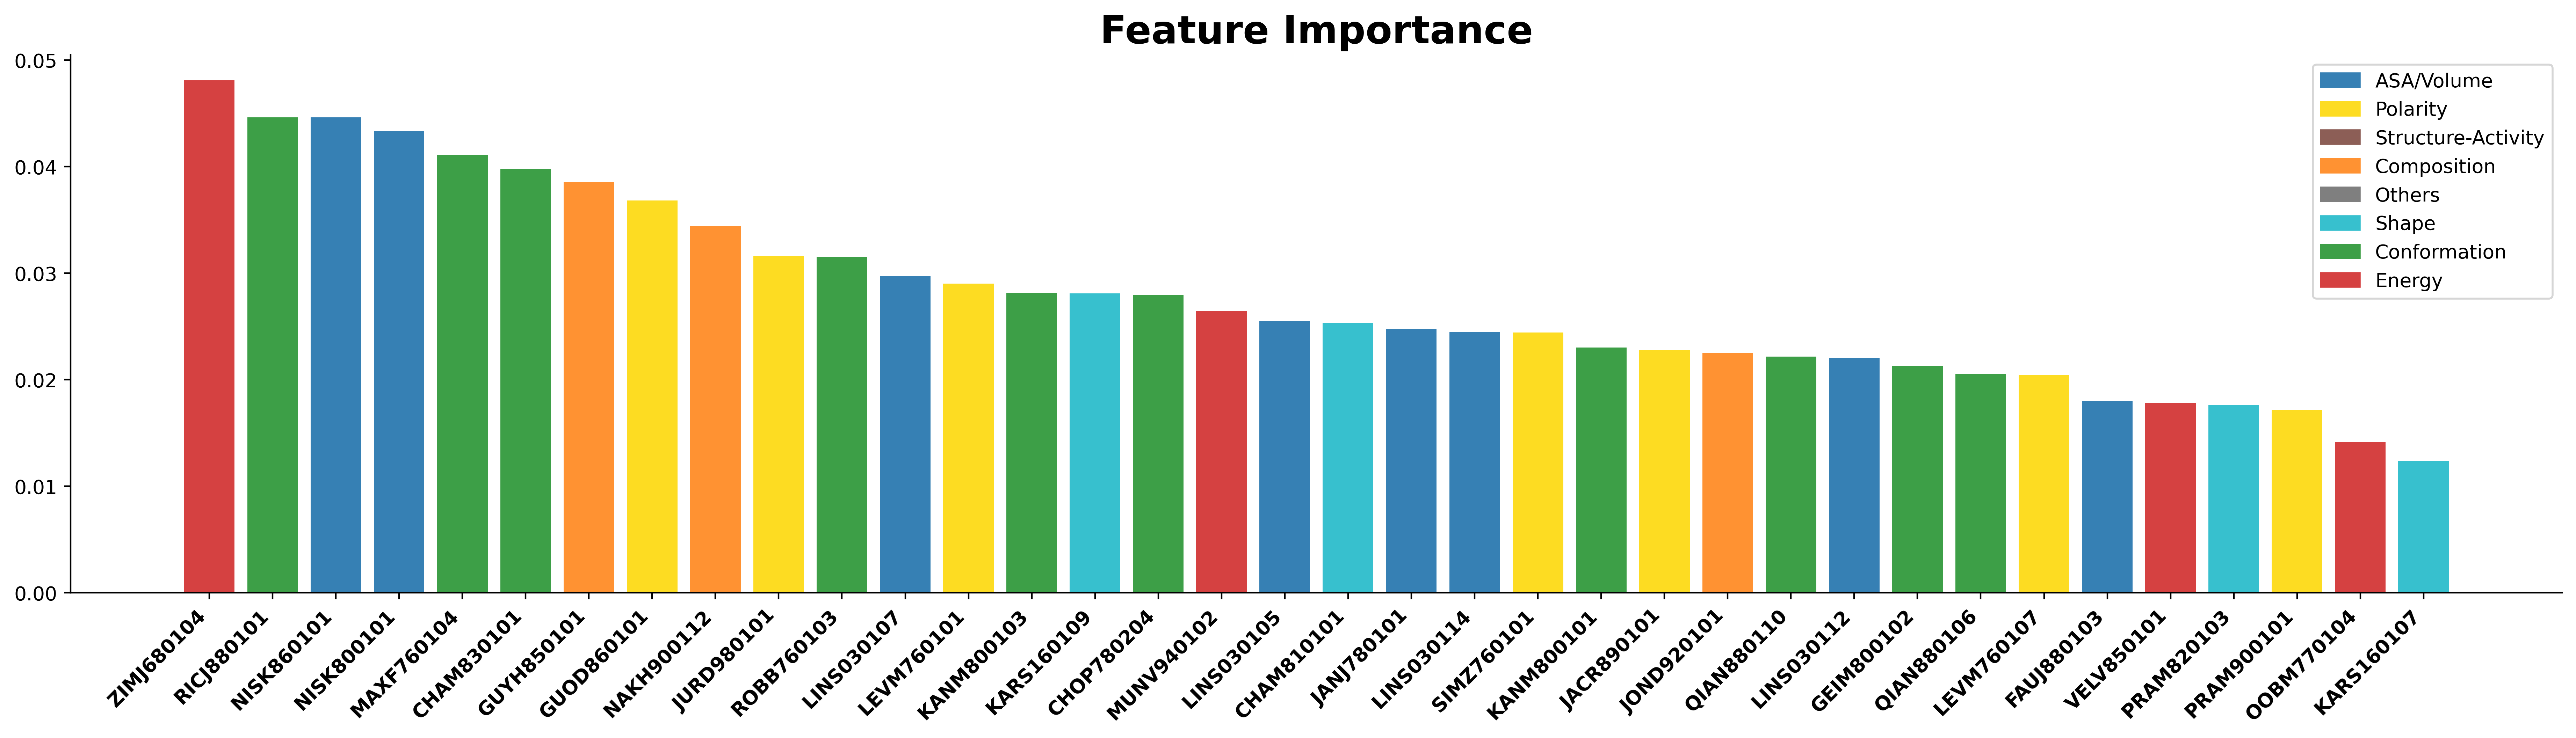 Feature Importance
0.05
0.04
0.03
0.02
0.01
0.00
ASA/Volume
Polarity
Structure-Activity
Composition
Others
Shape
Conformation
Energy
ZIMJ680104
RICJ880101
NISK860101
NISK800101
MAXF760104
CHAM830101
GUYH850101
GUOD860101
NAKH900112
JURD980101
ROBB760103
LINS030107
LEVM760101
KANM800103
KARS160109
CHOP780204
MUNV940102
LINS030105
CHAM810101
JANJ780101
LINS030114
SIMZ760101
KANM800101
JACR890101
JOND920101
QIAN880110
LINS030112
GEIM800102
QIAN880106
LEVM760107
FAUJ880103
VELV850101
PRAM820103
PRAM900101
OOBM770104
KARS160107